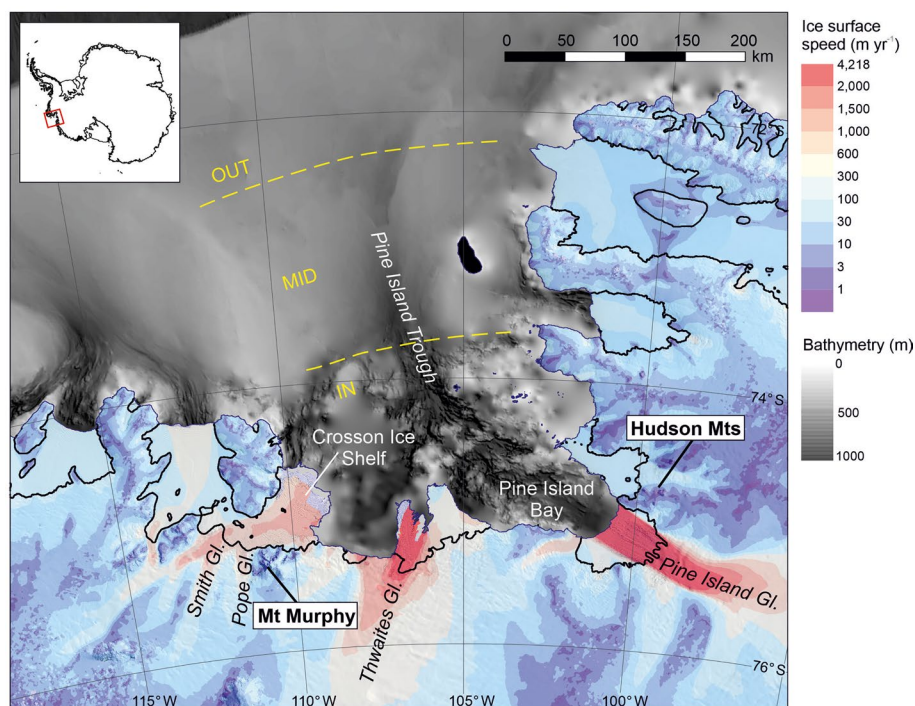 0 50 100 150 200
km
Ice surface
speed (m yr⁻¹)
4,218
2,000
1,500
1,000
600
300
100
30
10
3
1
72°S
OUT
MID
Pine Island Trough
IN
Bathymetry (m)
0
500
1000
74°S
Hudson Mts
Crosson Ice
Shelf
Pine Island
Bay
Smith Gl.
Pope Gl.
Mt Murphy
Thwaites Gl.
Pine Island Gl.
76°S
115°W
110°W
105°W
100°W